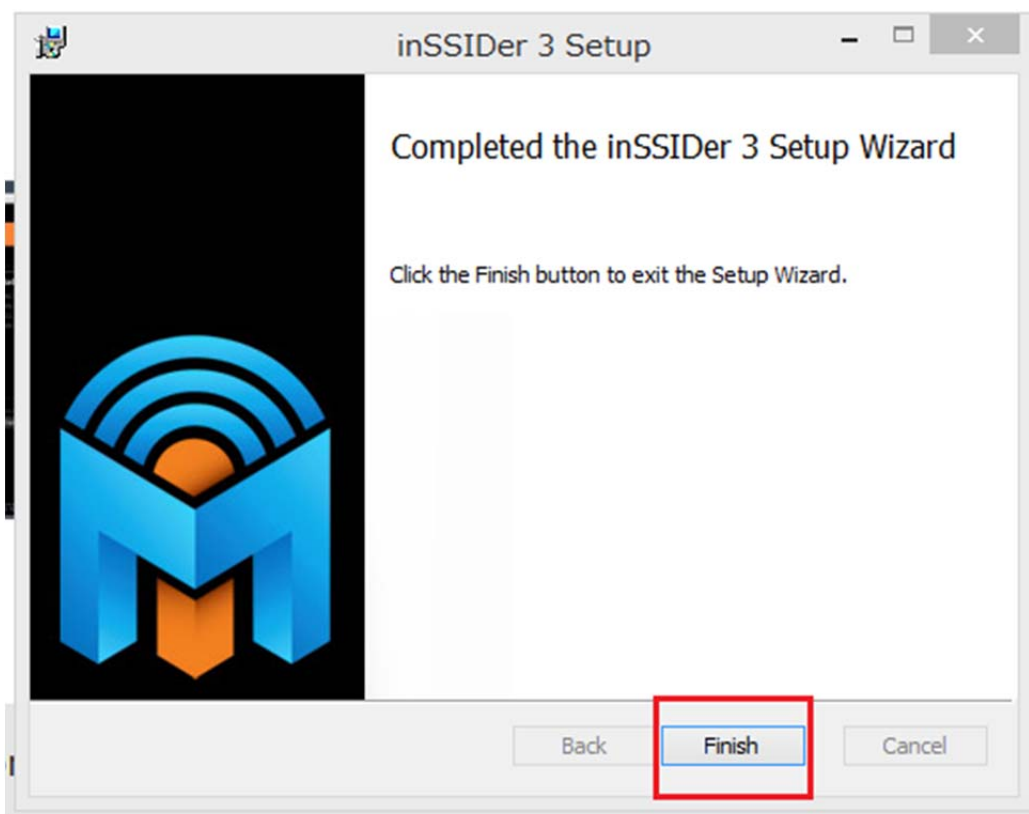 inSSIDer 3 Setup
Completed the inSSIDer 3 Setup Wizard
Click the Finish button to exit the Setup Wizard.
Back Finish Cancel